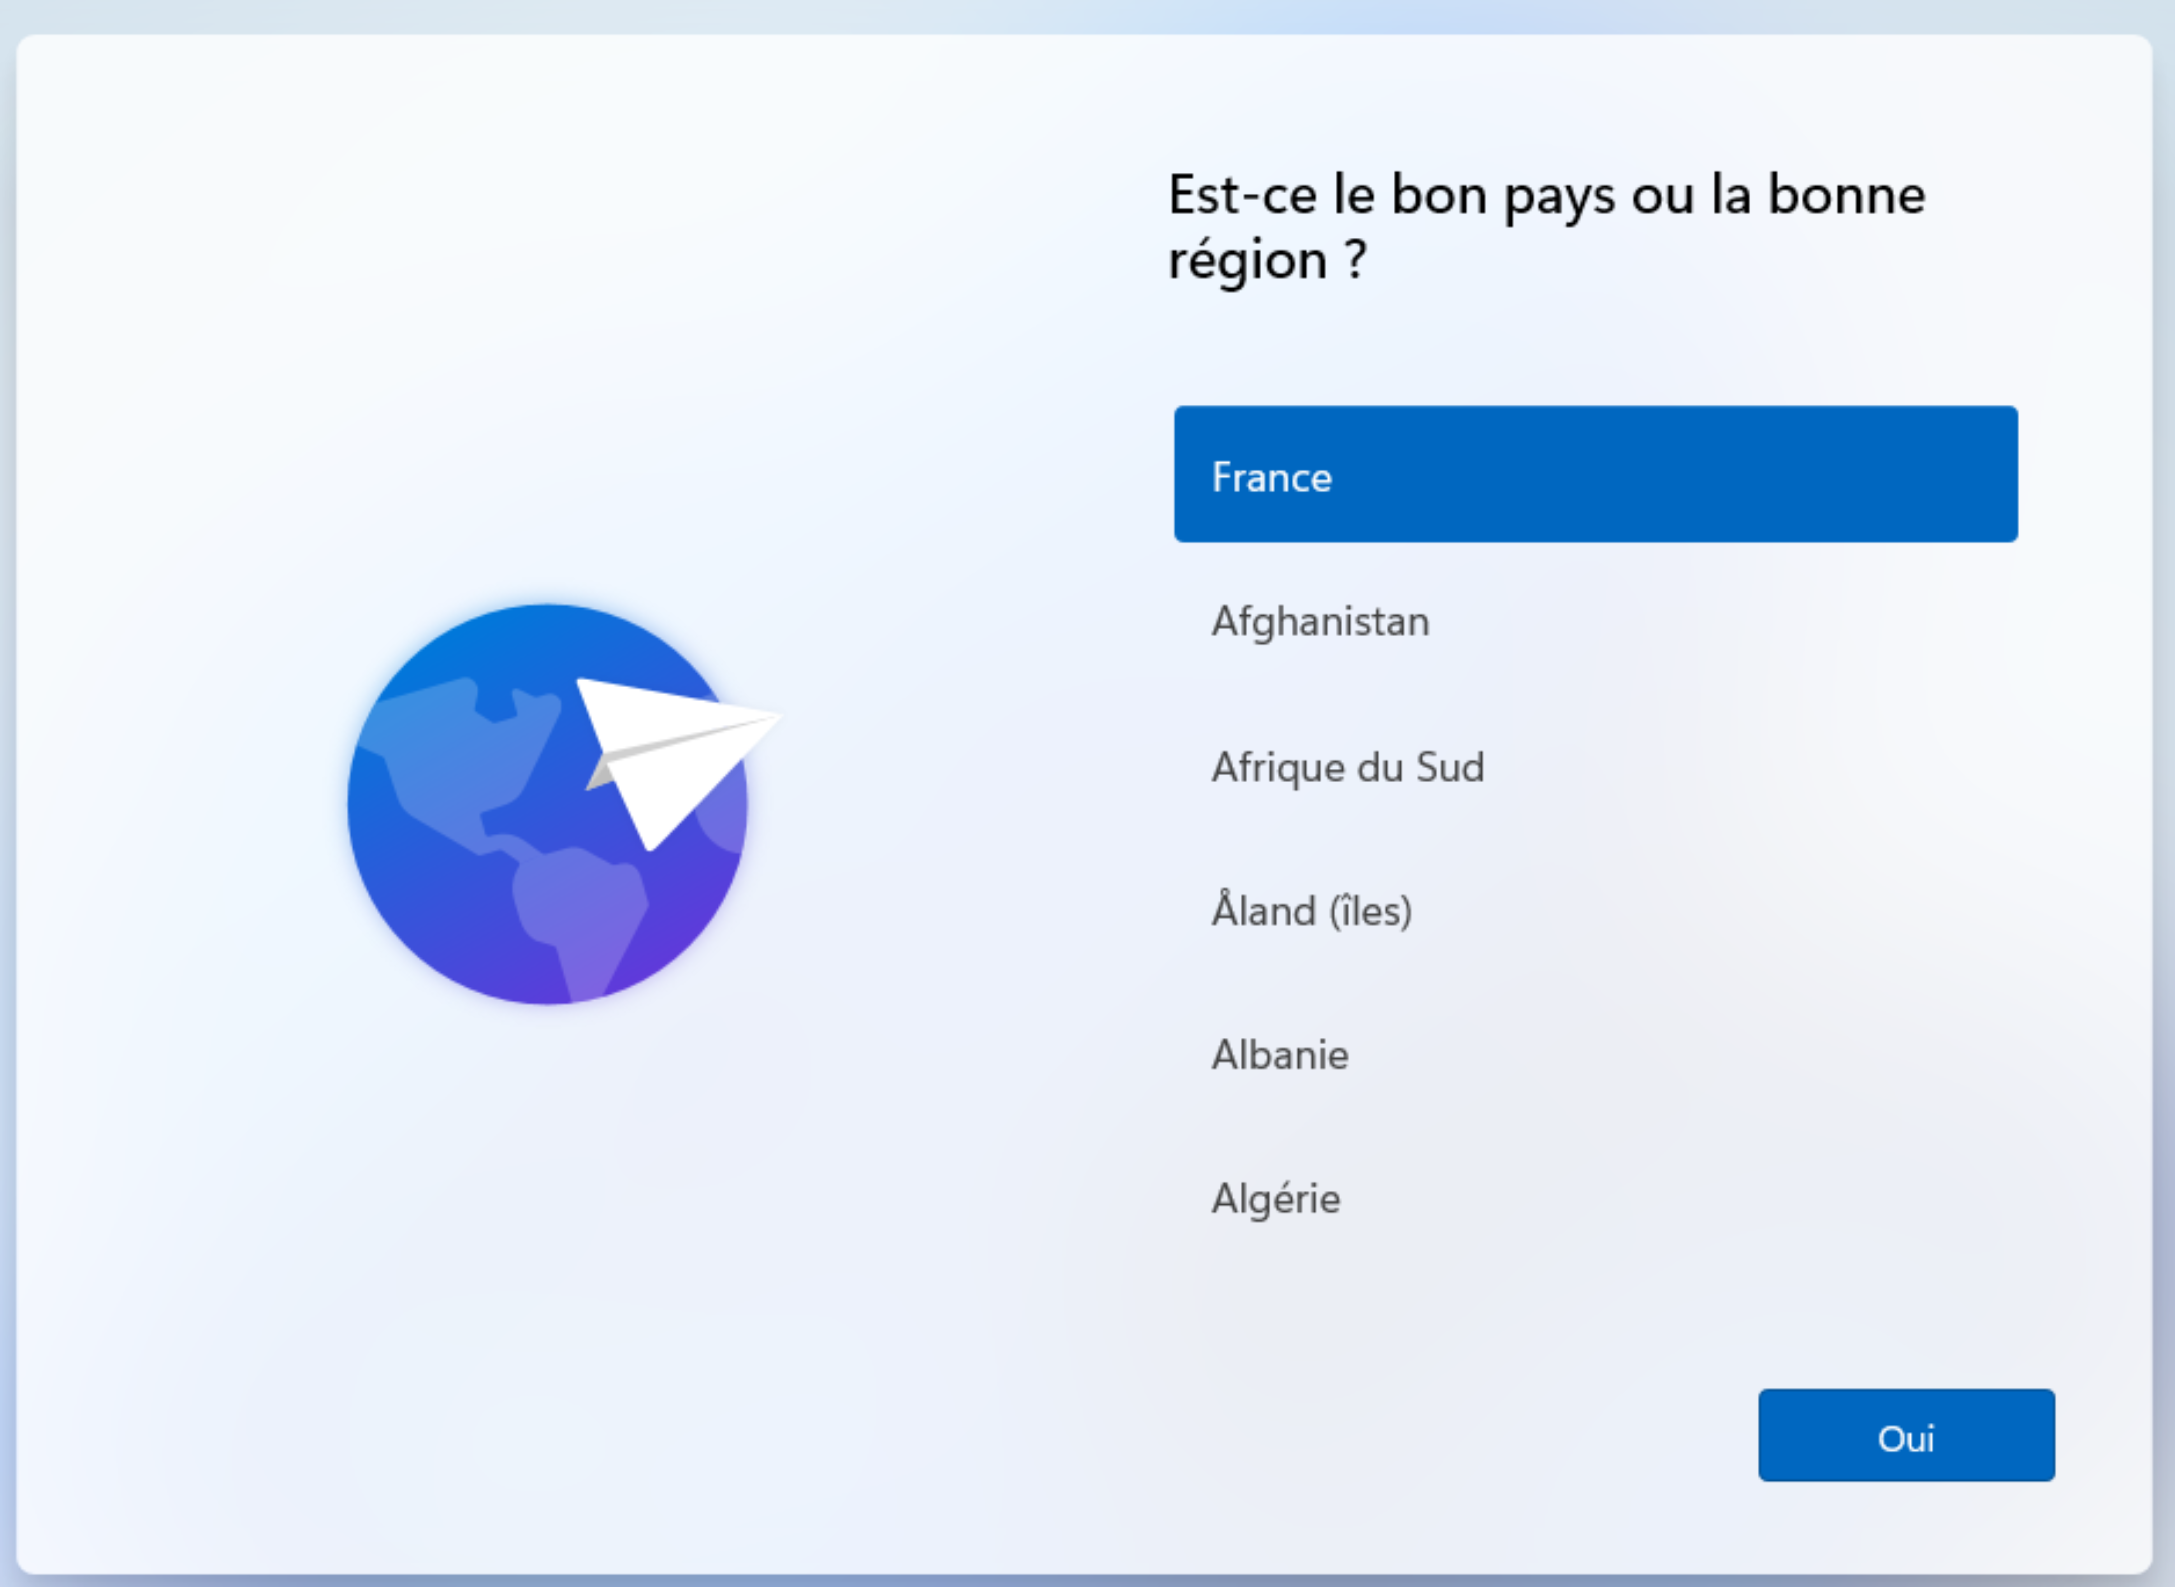 Est-ce le bon pays ou la bonne
région ?
France
Afghanistan
Afrique du Sud
Åland (îles)
Albanie
Algérie
Oui